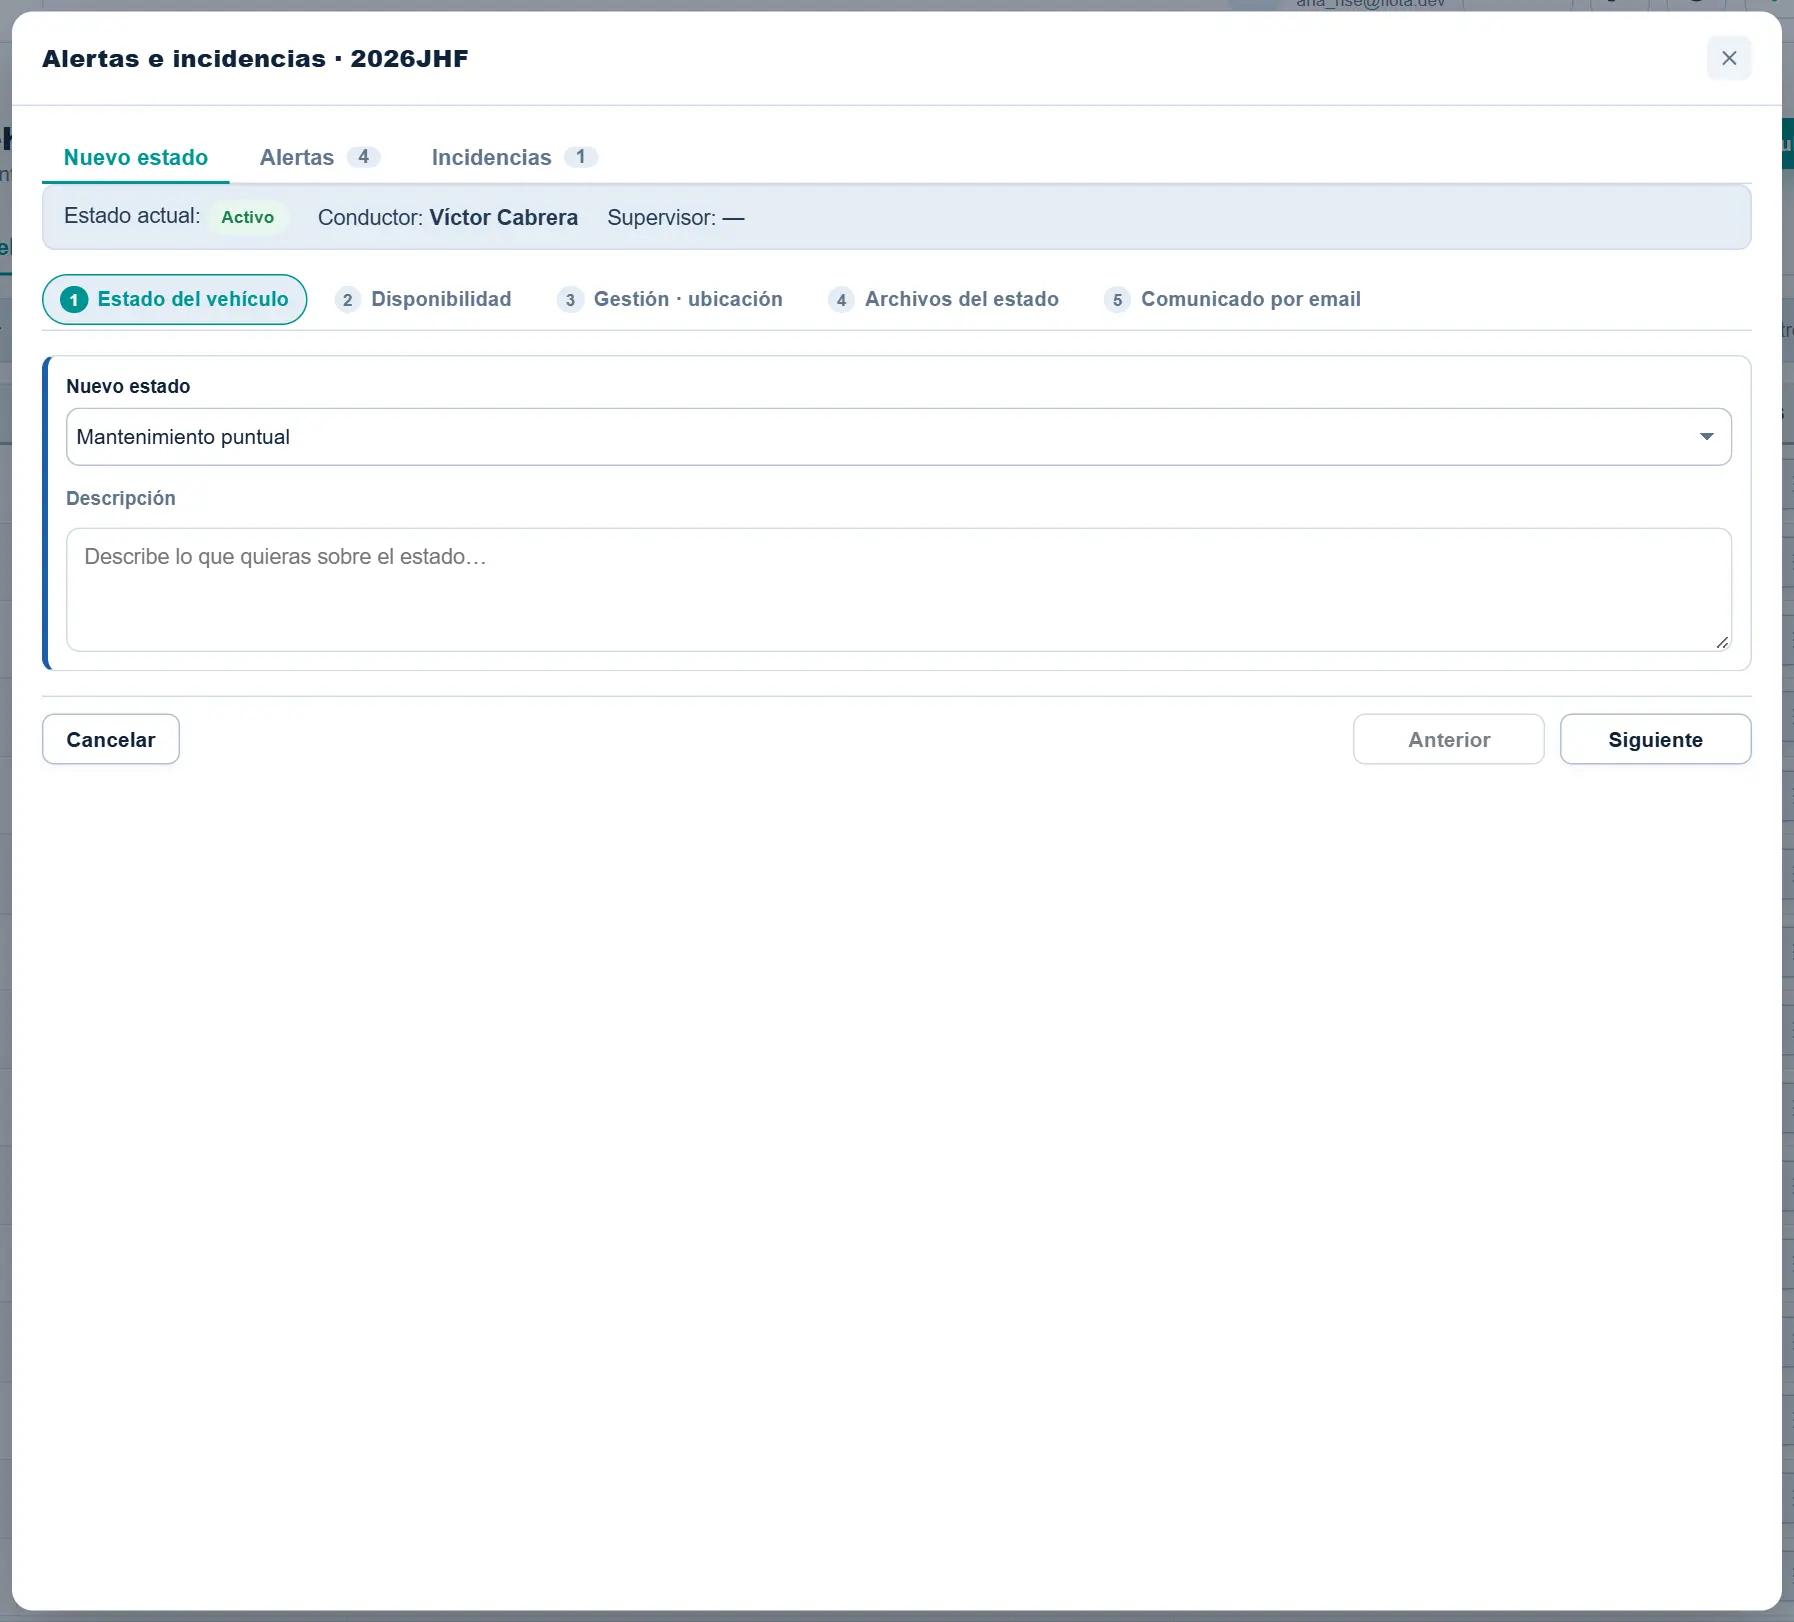 Alertas e incidencias · 2026JHF
Nuevo estado
Alertas 4
Incidencias 1
Estado actual: Activo Conductor: Víctor Cabrera Supervisor: —
1 Estado del vehículo
2 Disponibilidad
3 Gestión · ubicación
4 Archivos del estado
5 Comunicado por email
Nuevo estado
Mantenimiento puntual
Descripción
Describe lo que quieras sobre el estado…
Cancelar
Anterior
Siguiente